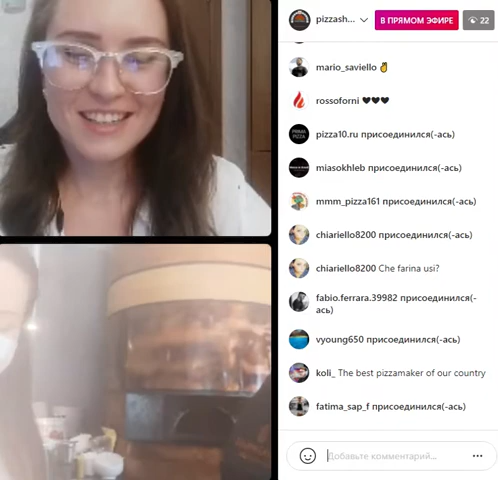 pizzash...
В ПРЯМОМ ЭФИРЕ
22
mario_saviello
rossoforni
PRIMA PIZZA
pizza10.ru присоединился(-ась)
miasokhleb присоединился(-ась)
mmm_pizza161 присоединился(-ась)
chiariello8200 присоединился(-ась)
chiariello8200 Che farina usi?
fabio.ferrara.39982 присоединился(-
ась)
vyoung650 присоединился(-ась)
koli_ The best pizzamaker of our country
fatima_sap_f присоединился(-ась)
Добавьте комментарий...